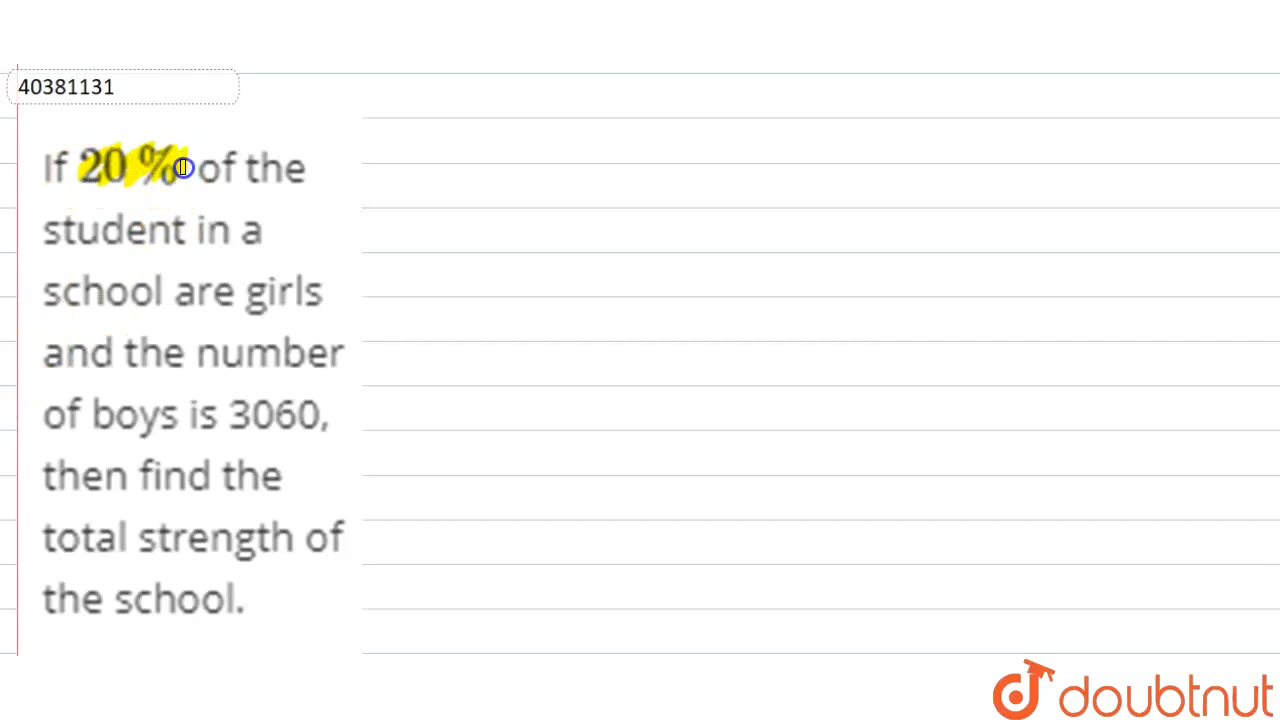 40381131
If 20 % of the
student in a
school are girls
and the number
of boys is 3060,
then find the
total strength of
the school.
doubtnut